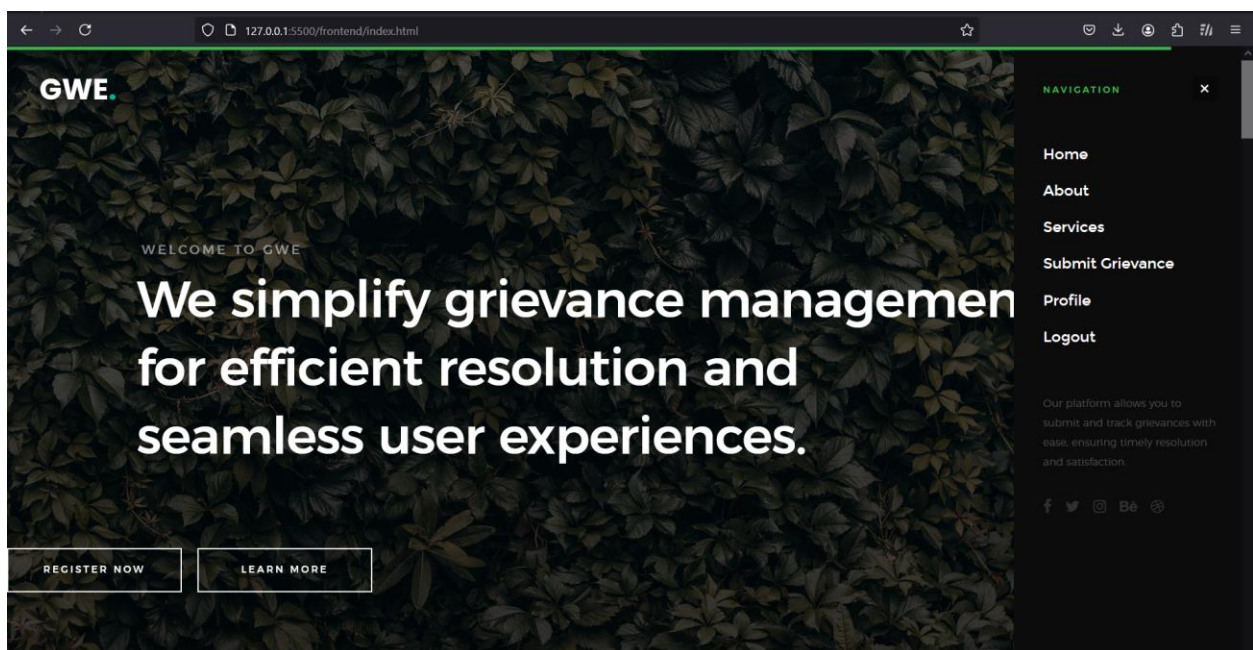 127.0.0.1:5500/frontend/index.html
GWE.
NAVIGATION
Home
About
Services
Submit Grievance
Profile
Logout
Our platform allows you to
submit and track grievances with
ease, ensuring timely resolution
and satisfaction.
Bē
WELCOME TO GWE
We simplify grievance managemen
for efficient resolution and
seamless user experiences.
REGISTER NOW
LEARN MORE